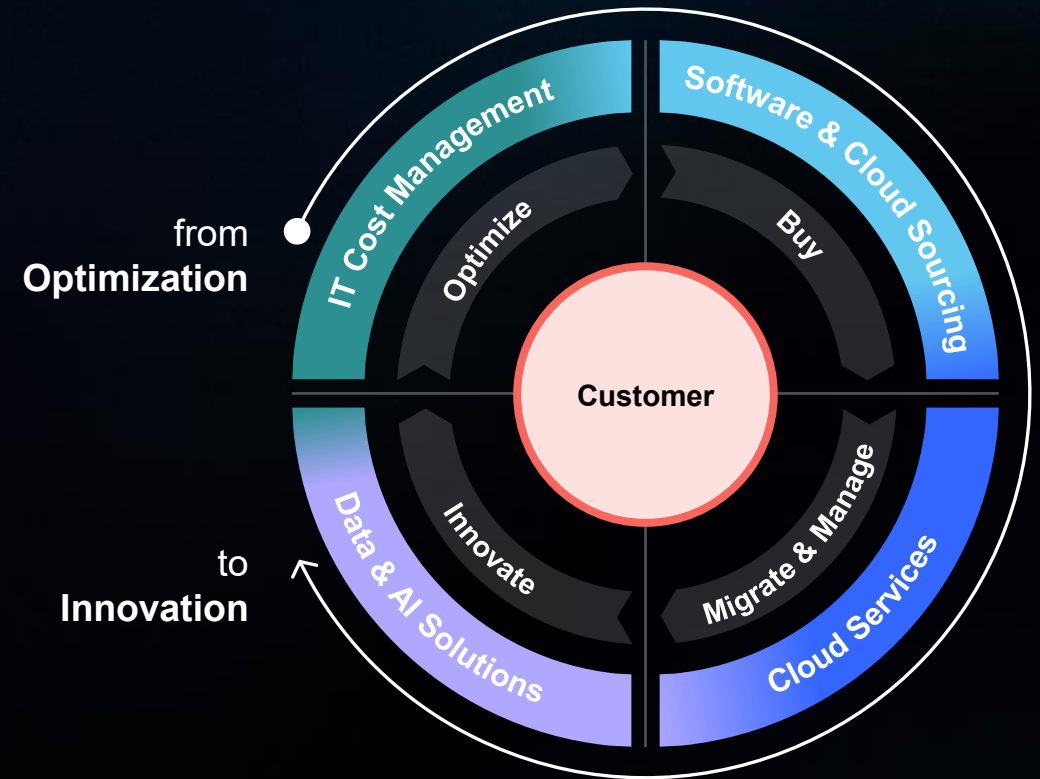 from
Optimization
to
Innovation
IT Cost Management
Software & Cloud Sourcing
Cloud Services
Data & AI Solutions
Optimize
Buy
Migrate & Manage
Innovate
Customer